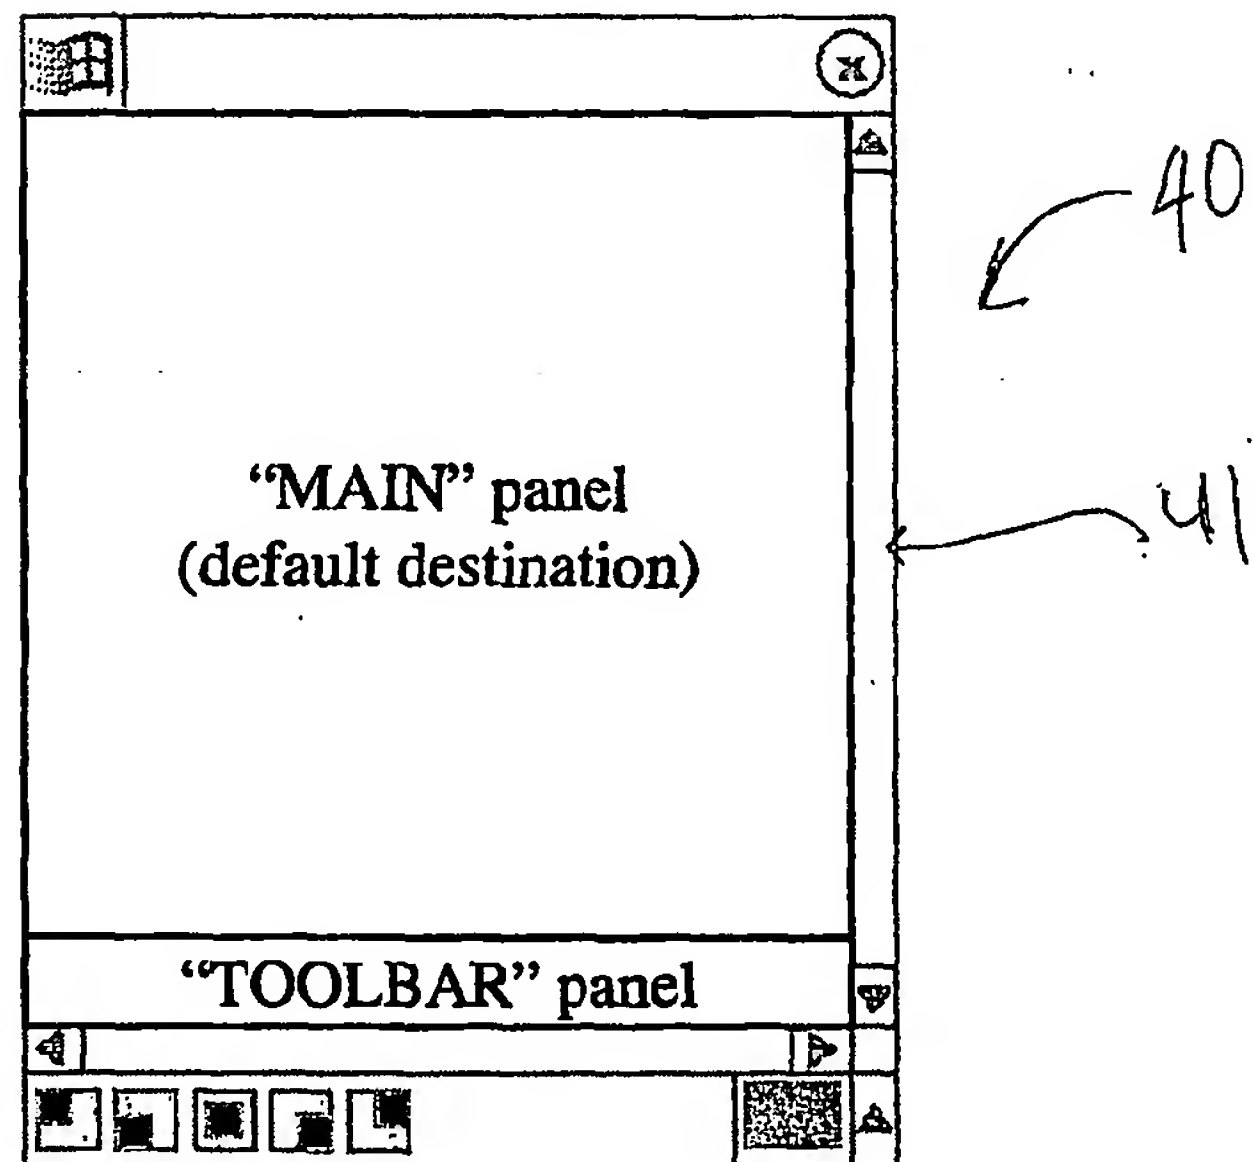 x
40
“MAIN” panel
(default destination)
41
“TOOLBAR” panel